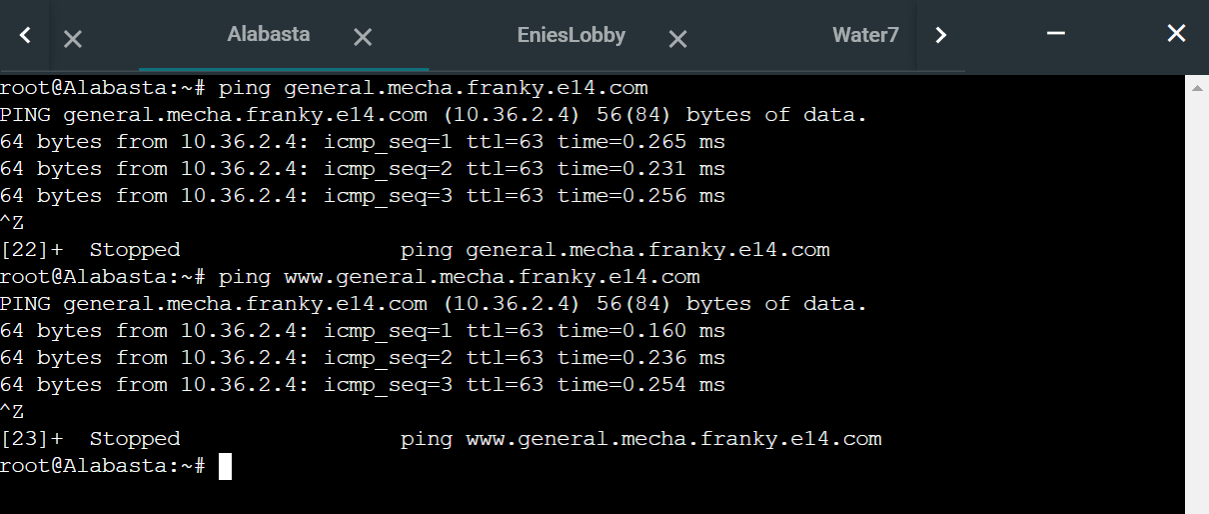 Alabasta EniesLobby Water7
root@Alabasta:~# ping general.mecha.franky.e14.com
PING general.mecha.franky.e14.com (10.36.2.4) 56(84) bytes of data.
64 bytes from 10.36.2.4: icmp_seq=1 ttl=63 time=0.265 ms
64 bytes from 10.36.2.4: icmp_seq=2 ttl=63 time=0.231 ms
64 bytes from 10.36.2.4: icmp_seq=3 ttl=63 time=0.256 ms
^Z
[22]+  Stopped                 ping general.mecha.franky.e14.com
root@Alabasta:~# ping www.general.mecha.franky.e14.com
PING general.mecha.franky.e14.com (10.36.2.4) 56(84) bytes of data.
64 bytes from 10.36.2.4: icmp_seq=1 ttl=63 time=0.160 ms
64 bytes from 10.36.2.4: icmp_seq=2 ttl=63 time=0.236 ms
64 bytes from 10.36.2.4: icmp_seq=3 ttl=63 time=0.254 ms
^Z
[23]+  Stopped                 ping www.general.mecha.franky.e14.com
root@Alabasta:~#